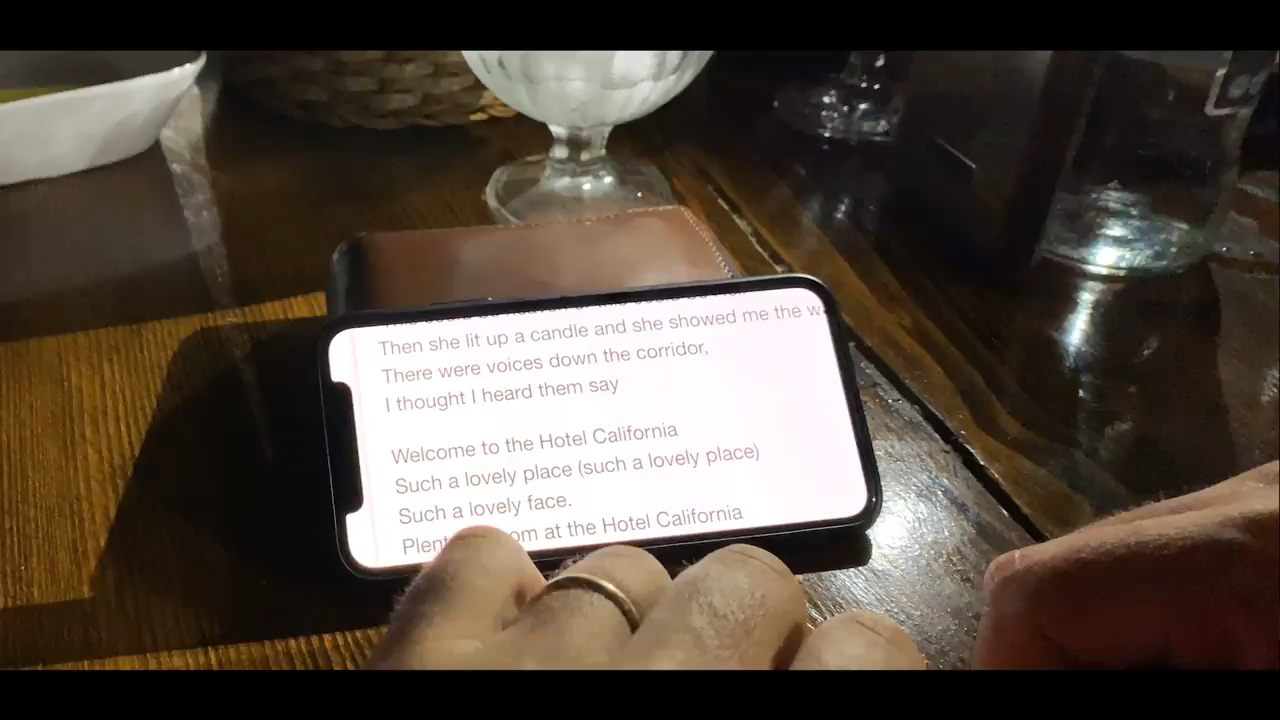 Then she lit up a candle and she showed me the w
There were voices down the corridor,
I thought I heard them say
Welcome to the Hotel California
Such a lovely place (such a lovely place)
Such a lovely face.
Plent om at the Hotel California